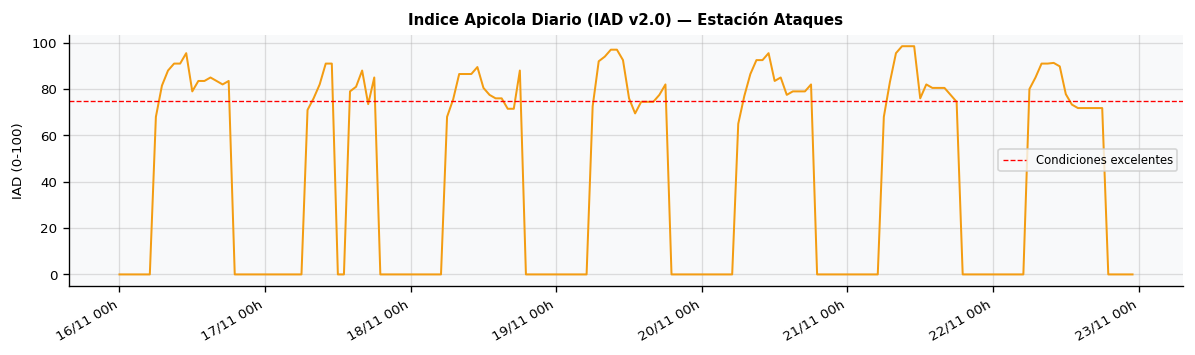 Indice Apicola Diario (IAD v2.0) — Estación Ataques
IAD (0-100)
100
80
60
40
20
0
Condiciones excelentes
16/11 00h
17/11 00h
18/11 00h
19/11 00h
20/11 00h
21/11 00h
22/11 00h
23/11 00h